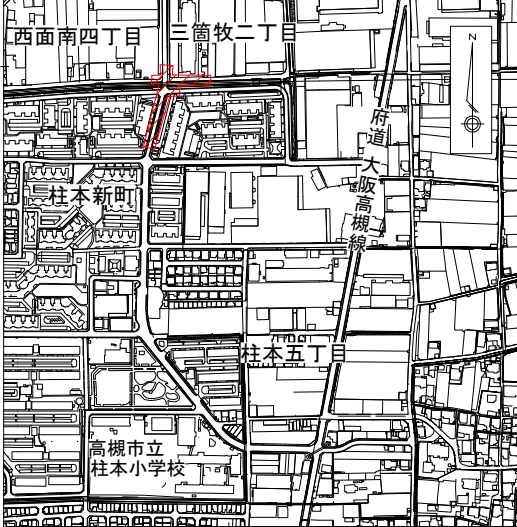 西面南四丁目
三箇牧二丁目
N
府道 大阪高槻線
柱本新町
柱本五丁目
高槻市立
柱本小学校